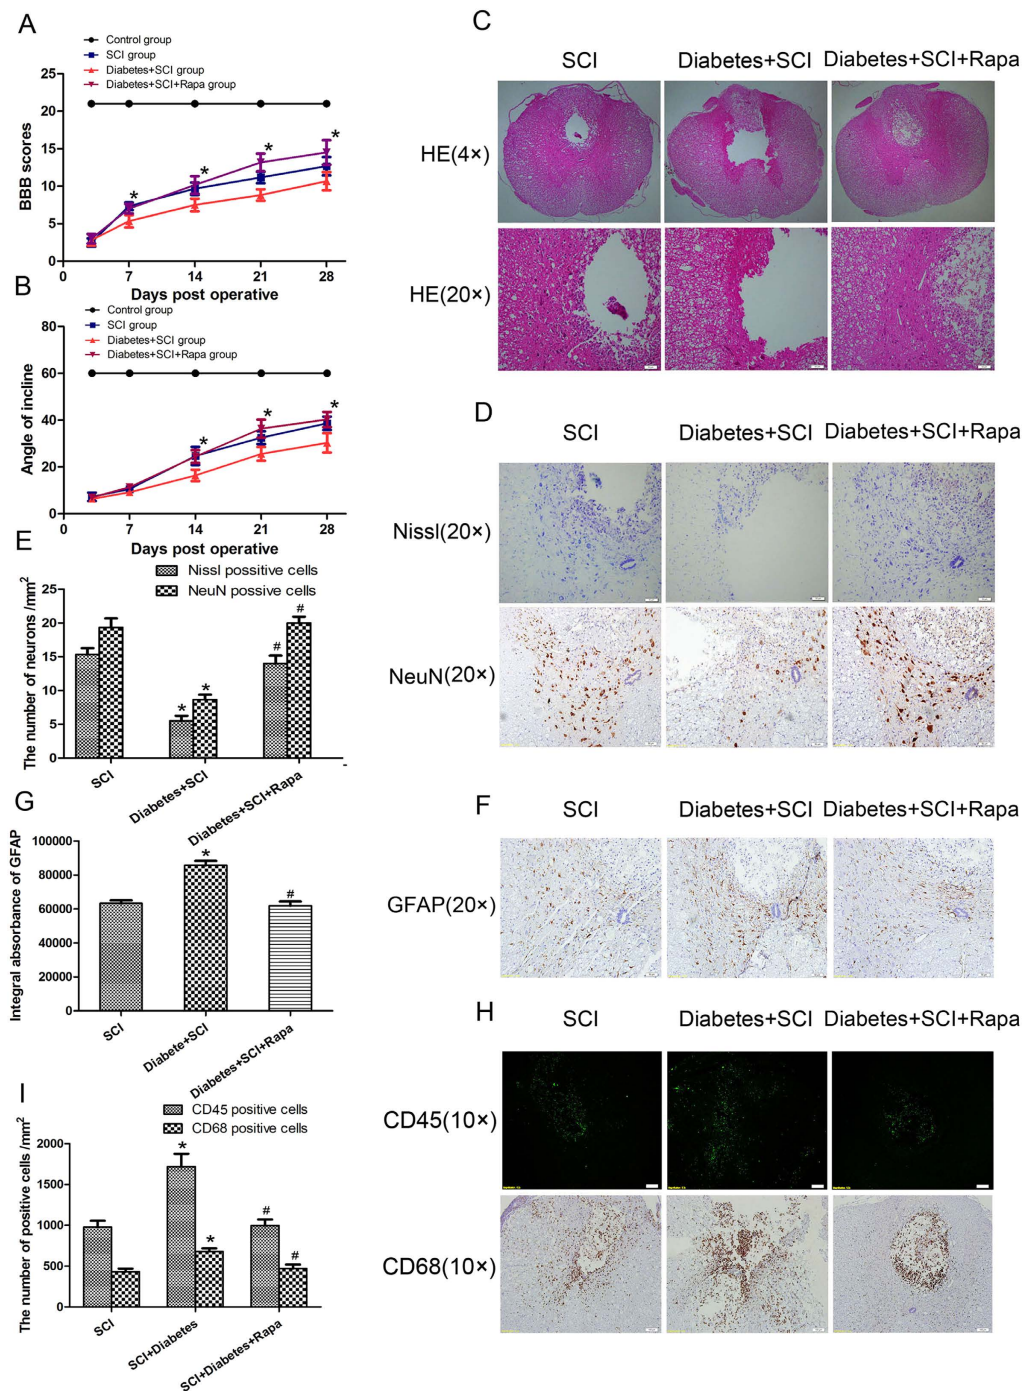 A
Control group
SCI group
Diabetes+SCI group
Diabetes+SCI+Rapa group
25
20
15
10
5
0
BBB scores
* * * *
0 7 14 21 28
Days post operative
B
Control group
SCI group
Diabetes+SCI group
Diabetes+SCI+Rapa group
80
60
40
20
0
Angle of incline
* * *
0 7 14 21 28
Days post operative
C
SCI Diabetes+SCI Diabetes+SCI+Rapa
HE(4×)
HE(20×)
D
SCI Diabetes+SCI Diabetes+SCI+Rapa
Nissl(20×)
NeuN(20×)
E
Nissl possitive cells
NeuN possive cells
25
20
15
10
5
0
The number of neurons /mm2
* * # #
SCI
Diabetes+SCI
Diabetes+SCI+Rapa
F
SCI Diabetes+SCI Diabetes+SCI+Rapa
GFAP(20×)
G
100000
80000
60000
40000
20000
0
Integral absorbance of GFAP
* #
SCI
Diabete+SCI
Diabetes+SCI+Rapa
H
SCI Diabetes+SCI Diabetes+SCI+Rapa
CD45(10×)
CD68(10×)
I
CD45 positive cells
CD68 positive cells
2000
1500
1000
500
0
The number of positive cells /mm2
* * # #
SCI
SCI+Diabetes
SCI+Diabetes+Rapa